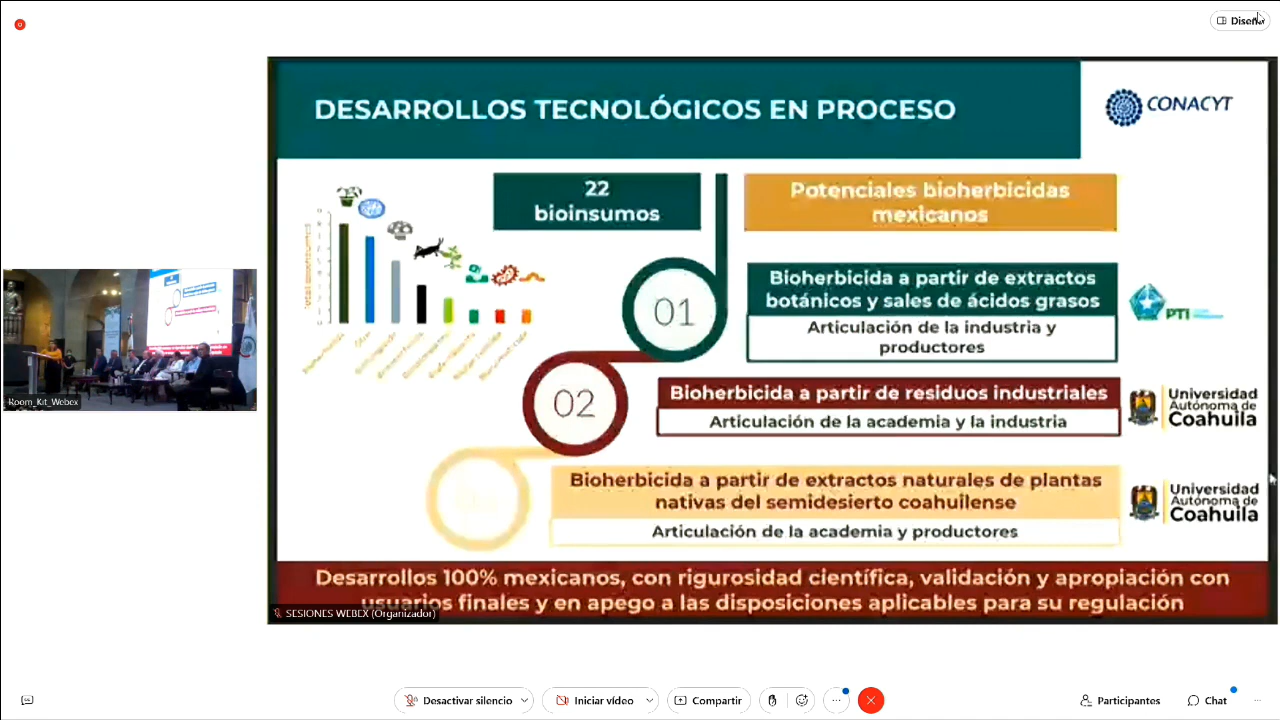 Diseño
DESARROLLOS TECNOLÓGICOS EN PROCESO
CONACYT
22
bioinsumos
Potenciales bioherbicidas
mexicanos
01
Bioherbicida a partir de extractos
botánicos y sales de ácidos grasos
Articulación de la industria y
productores
PTI
02
Bioherbicida a partir de residuos industriales
Articulación de la academia y la industria
Universidad
Autónoma de
Coahuila
Bioherbicida a partir de extractos naturales de plantas
nativas del semidesierto coahuilense
Articulación de la academia y productores
Universidad
Autónoma de
Coahuila
Desarrollos 100% mexicanos, con rigurosidad científica, validación y apropiación con
usuarios finales y en apego a las disposiciones aplicables para su regulación
SESIONES WEBEX (Organizador)
Room_Kit_Webex
Desactivar silencio
Iniciar vídeo
Compartir
Participantes
Chat